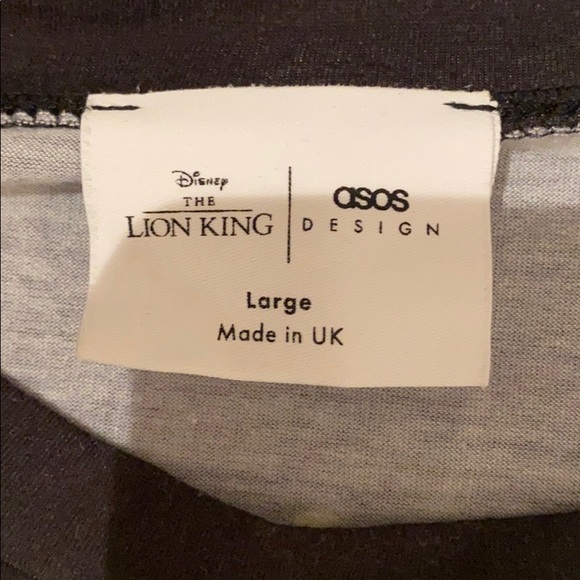 Disney
THE
LION KING
asos
DESIGN
Large
Made in UK